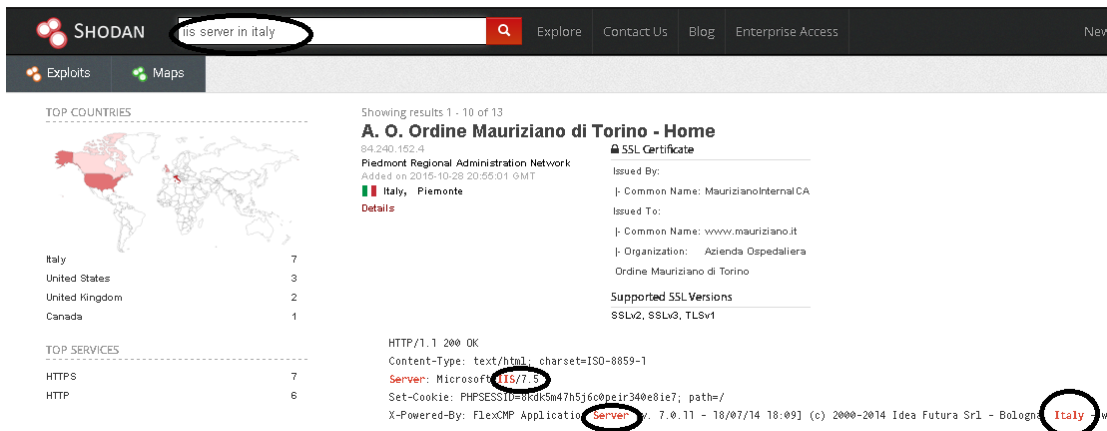 SHODAN iis server in italy Explore Contact Us Blog Enterprise Access New
Exploits Maps
TOP COUNTRIES
Italy 7
United States 3
United Kingdom 2
Canada 1
TOP SERVICES
HTTPS 7
HTTP 6
Showing results 1 - 10 of 13
A. O. Ordine Mauriziano di Torino - Home
84.240.152.4
Piedmont Regional Administration Network
Added on 2015-10-28 20:55:01 GMT
Italy, Piemonte
Details
SSL Certificate
Issued By:
|- Common Name: MaurizianoInternalCA
Issued To:
|- Common Name: www.mauriziano.it
|- Organization: Azienda Ospedaliera
Ordine Mauriziano di Torino
Supported SSL Versions
SSLv2, SSLv3, TLSv1
HTTP/1.1 200 OK
Content-Type: text/html; charset=ISO-8859-1
Server: Microsoft IIS/7.5
Set-Cookie: PHPSESSID=8kdk5m47h5j6c0peir340e8ie7; path=/
X-Powered-By: FlexCMP Applicatio Server v. 7.0.11 - 18/07/14 18:09] (c) 2000-2014 Idea Futura Srl - Bologna Italy - w